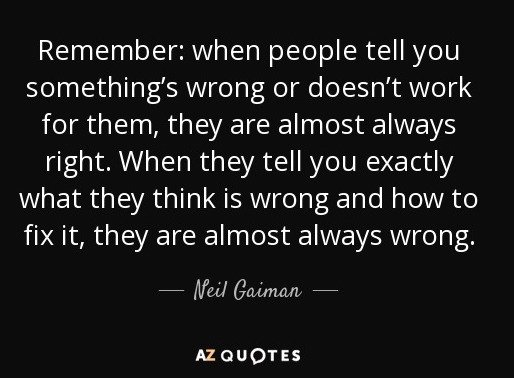 Remember: when people tell you
something’s wrong or doesn’t work
for them, they are almost always
right. When they tell you exactly
what they think is wrong and how to
fix it, they are almost always wrong.
— Neil Gaiman —
AZ QUOTES